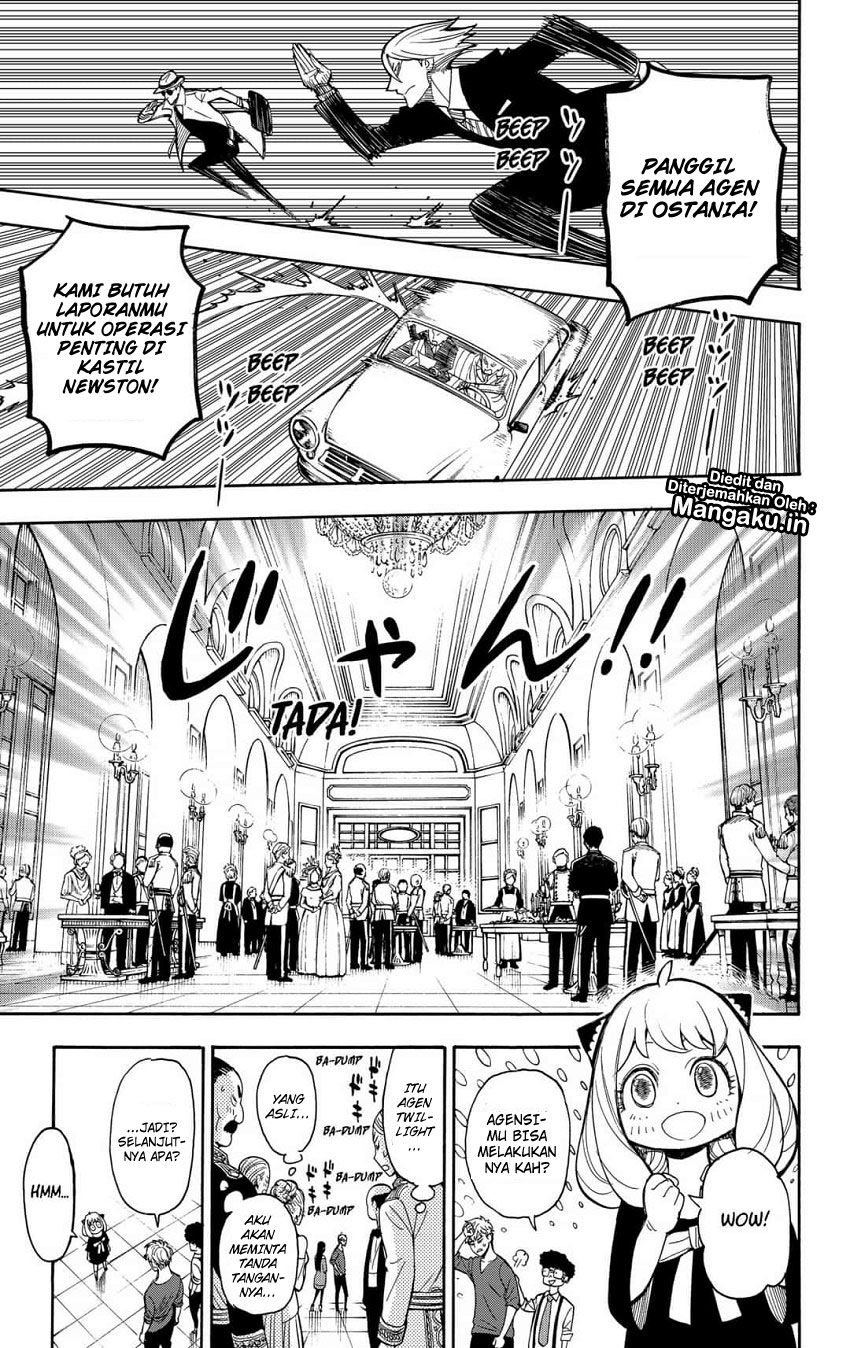 BEEP
BEEP
PANGGIL
SEMUA AGEN
DI OSTANIA!
KAMI BUTUH
LAPORANMU
UNTUK OPERASI
PENTING DI
KASTIL
NEWSTON!
BEEP
BEEP
BEEP
BEEP
Diedit dan
Diterjemahkan Oleh :
Mangaku.in
じゃん!!
TADA!
WOW!
AGENSI-
MU BISA
MELAKUKAN
NYA KAH?
ITU
AGEN
TWIL-
LIGHT
...
BA-DUMP
BA-DUMP
YANG
ASLI...
BA-DUMP
BA-DUMP
AKU
AKAN
MEMINTA
TANDA
TANGAN-
NYA...
...JADI?
SELANJUT-
NYA APA?
HMM...